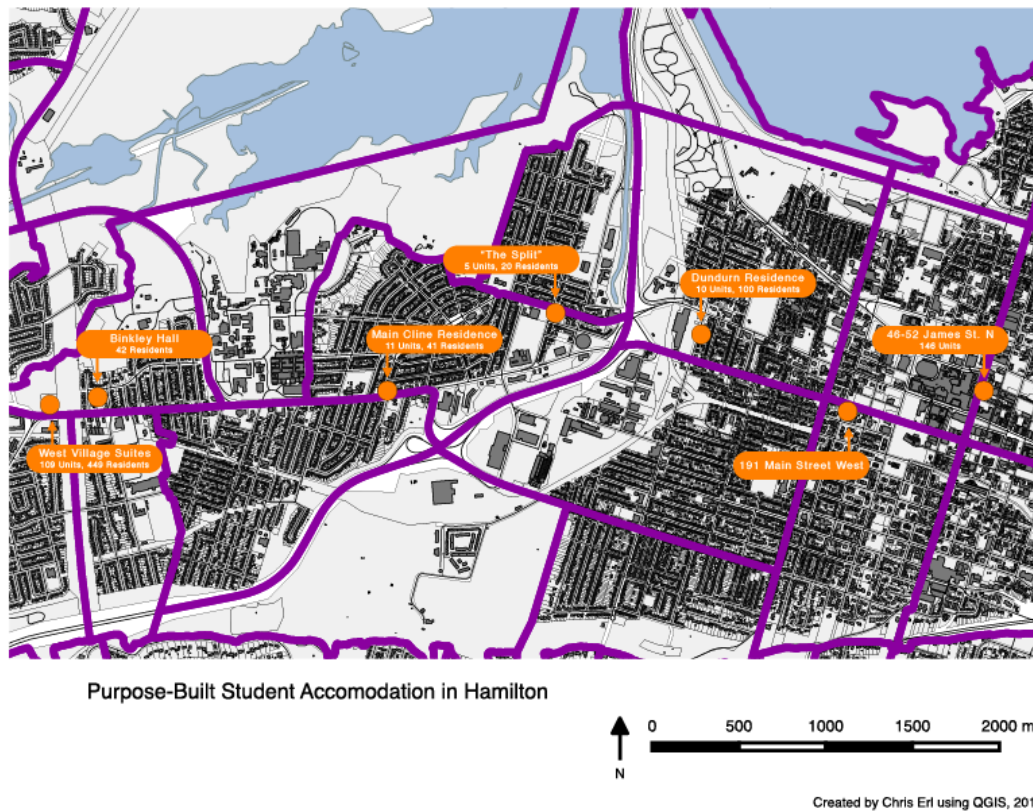 "The Split"
5 Units, 20 Residents
Dundurn Residence
10 Units, 100 Residents
Binkley Hall
42 Residents
Main Cline Residence
11 Units, 41 Residents
46-52 James St. N
146 Units
West Village Suites
109 Units, 449 Residents
191 Main Street West
Purpose-Built Student Accomodation in Hamilton
0 500 1000 1500 2000 m
N
Created by Chris Erl using QGIS, 201